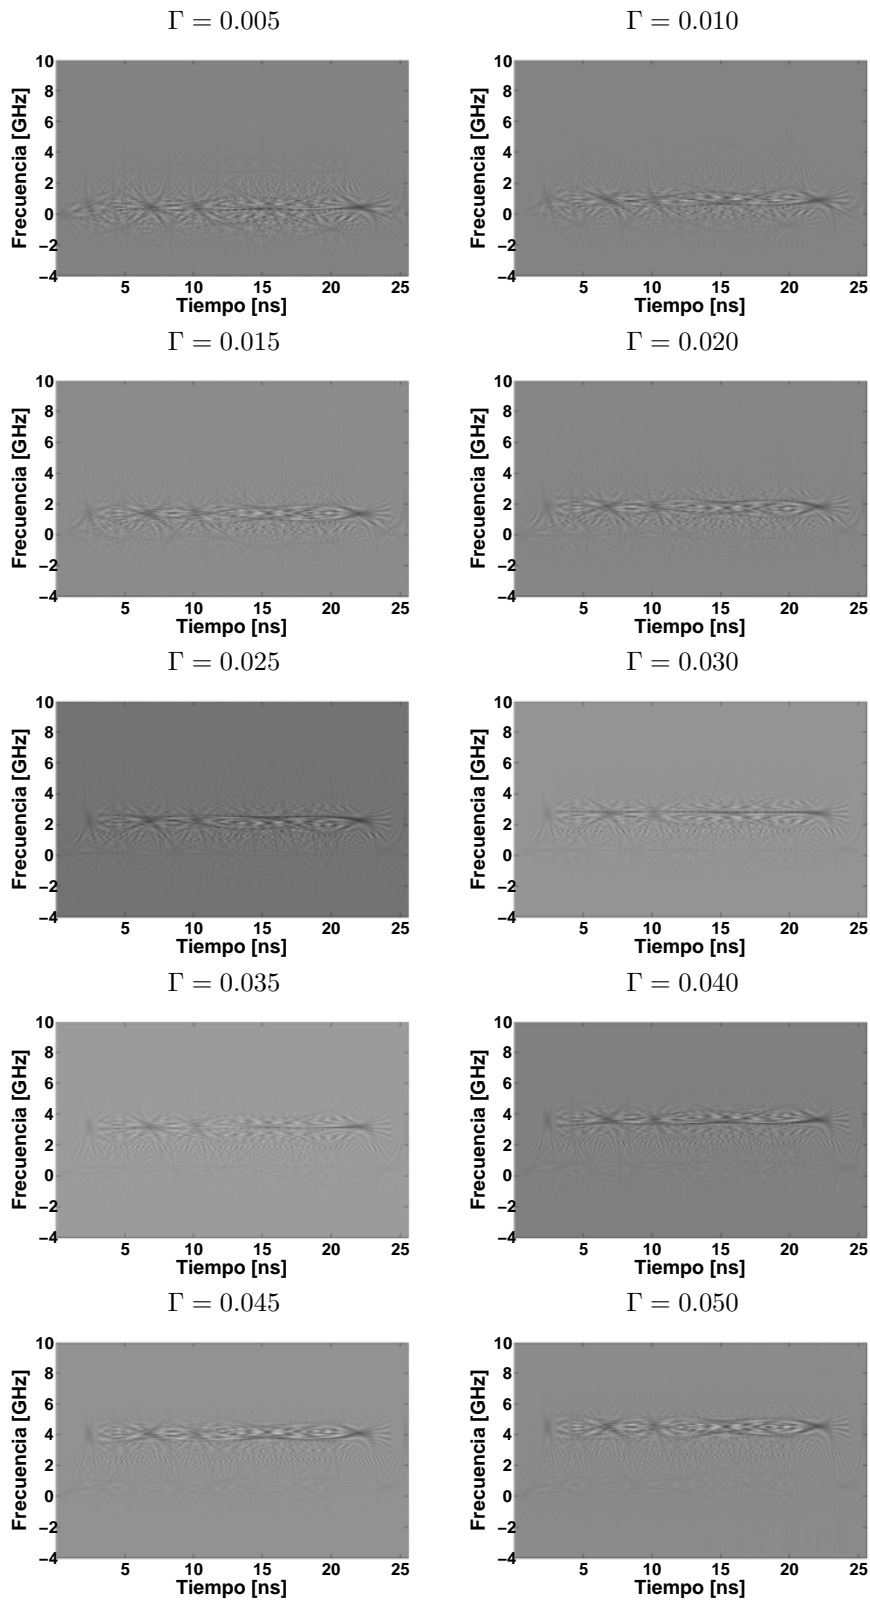 Γ = 0.005 Γ = 0.010
Frecuencia [GHz] 10 8 6 4 2 0 −2 −4 Frecuencia [GHz] 10 8 6 4 2 0 −2 −4
5 10 15 20 25 5 10 15 20 25
Tiempo [ns] Tiempo [ns]
Γ = 0.015 Γ = 0.020
Frecuencia [GHz] 10 8 6 4 2 0 −2 −4 Frecuencia [GHz] 10 8 6 4 2 0 −2 −4
5 10 15 20 25 5 10 15 20 25
Tiempo [ns] Tiempo [ns]
Γ = 0.025 Γ = 0.030
Frecuencia [GHz] 10 8 6 4 2 0 −2 −4 Frecuencia [GHz] 10 8 6 4 2 0 −2 −4
5 10 15 20 25 5 10 15 20 25
Tiempo [ns] Tiempo [ns]
Γ = 0.035 Γ = 0.040
Frecuencia [GHz] 10 8 6 4 2 0 −2 −4 Frecuencia [GHz] 10 8 6 4 2 0 −2 −4
5 10 15 20 25 5 10 15 20 25
Tiempo [ns] Tiempo [ns]
Γ = 0.045 Γ = 0.050
Frecuencia [GHz] 10 8 6 4 2 0 −2 −4 Frecuencia [GHz] 10 8 6 4 2 0 −2 −4
5 10 15 20 25 5 10 15 20 25
Tiempo [ns] Tiempo [ns]